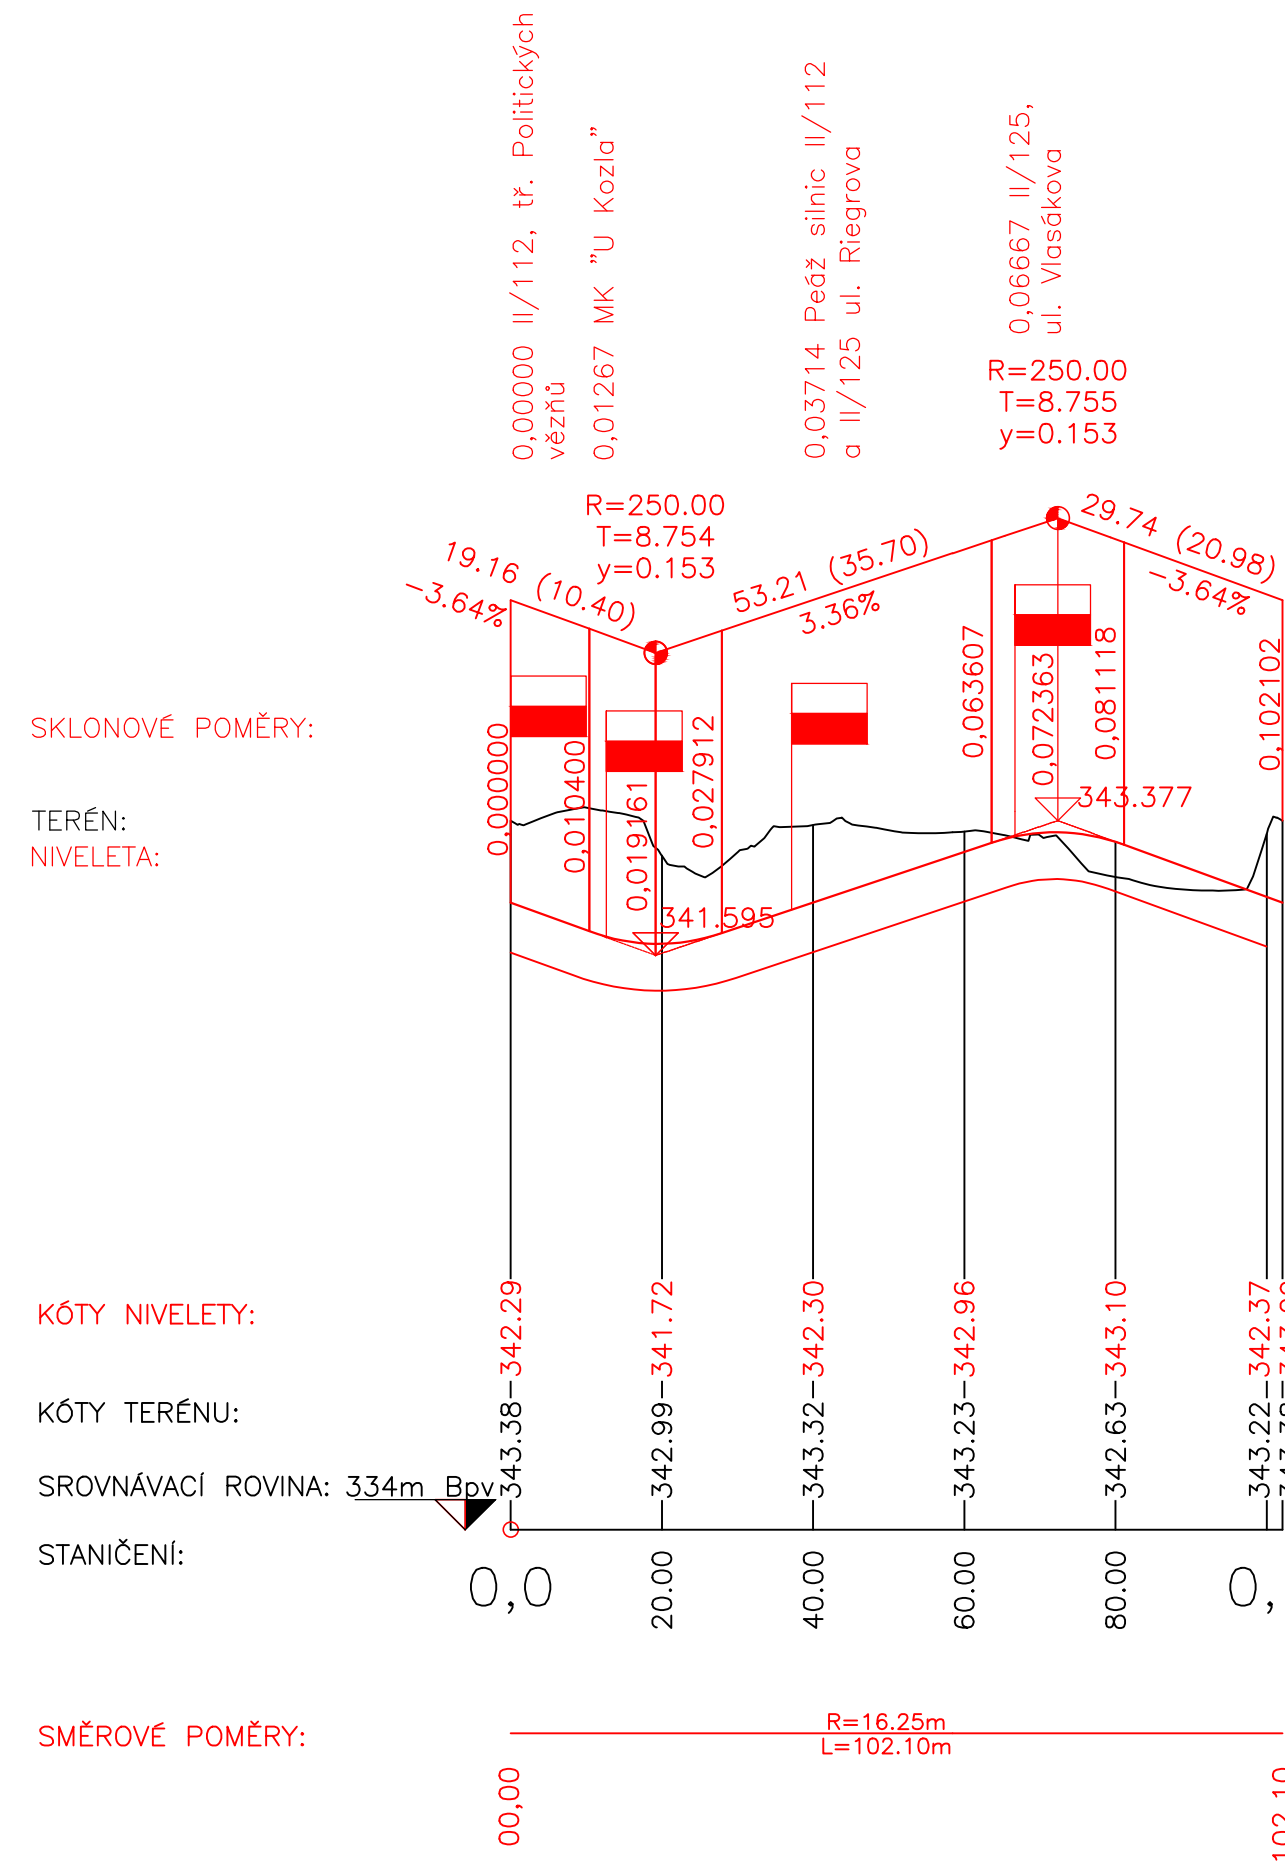 0,00000 II/112, tř. Politických
vězňů
0,01267 MK "U Kozla"
0,03714 Peáž silnic II/112
a II/125 ul. Riegrova
0,06667 II/125,
ul. Vlasákova
R=250.00
T=8.755
y=0.153
R=250.00
T=8.754
y=0.153
19.16 (10.40)
-3.64%
53.21 (35.70)
3.36%
29.74 (20.98)
-3.64%
SKLONOVÉ POMĚRY:
0,000000
0,010400
0,019161
0,027912
0,063607
0,072363
0,081118
0,102102
TERÉN:
NIVELETA:
343.377
341.595
KÓTY NIVELETY:
342.29
341.72
342.30
342.96
343.10
342.37
KÓTY TERÉNU:
343.38
342.99
343.32
343.23
342.63
343.22
SROVNÁVACÍ ROVINA: 334m Bpv
STANIČENÍ:
0,0
20.00
40.00
60.00
80.00
0,
SMĚROVÉ POMĚRY:
R=16.25m
L=102.10m
00,00
102,10